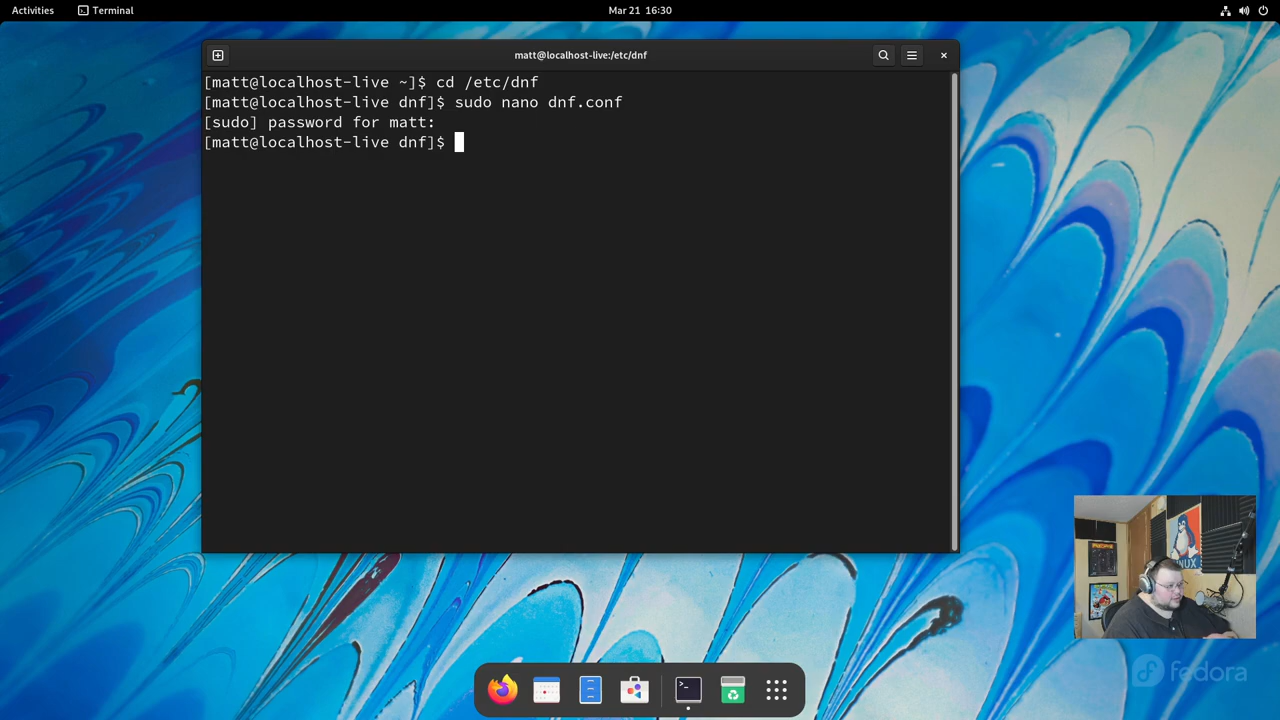 Activities
Terminal
Mar 21 16:30
matt@localhost-live:/etc/dnf
[matt@localhost-live ~]$ cd /etc/dnf
[matt@localhost-live dnf]$ sudo nano dnf.conf
[sudo] password for matt:
[matt@localhost-live dnf]$
fedora